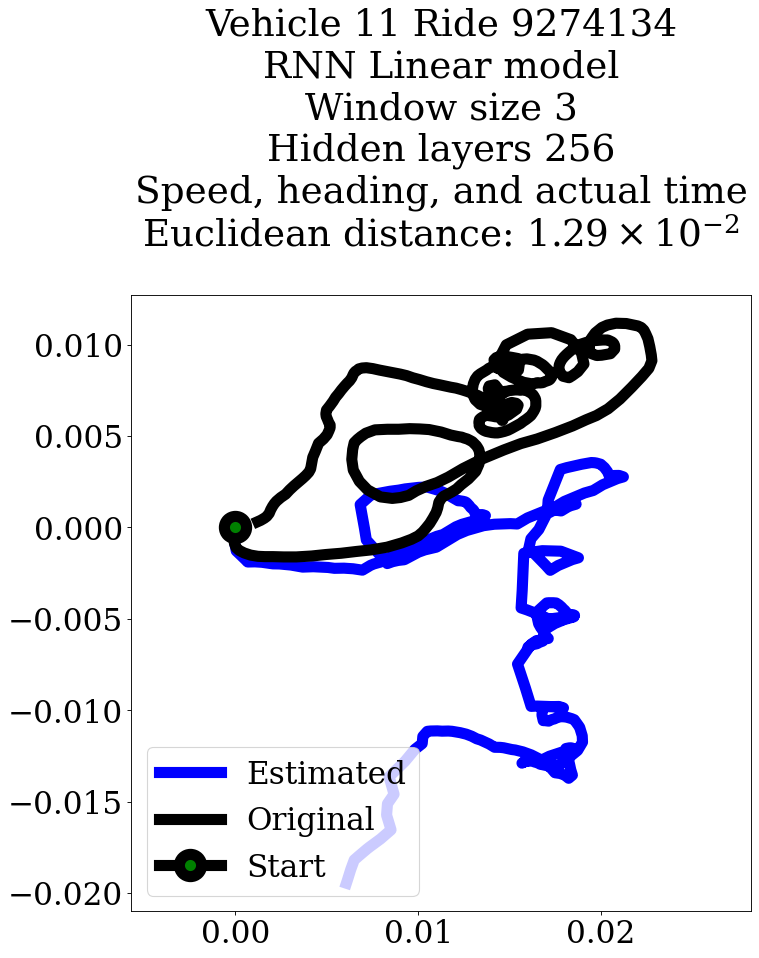 Vehicle 11 Ride 9274134
RNN Linear model
Window size 3
Hidden layers 256
Speed, heading, and actual time
Euclidean distance: 1.29 × 10⁻²
0.010
0.005
0.000
−0.005
−0.010
−0.015
−0.020
Estimated
Original
Start
0.00 0.01 0.02